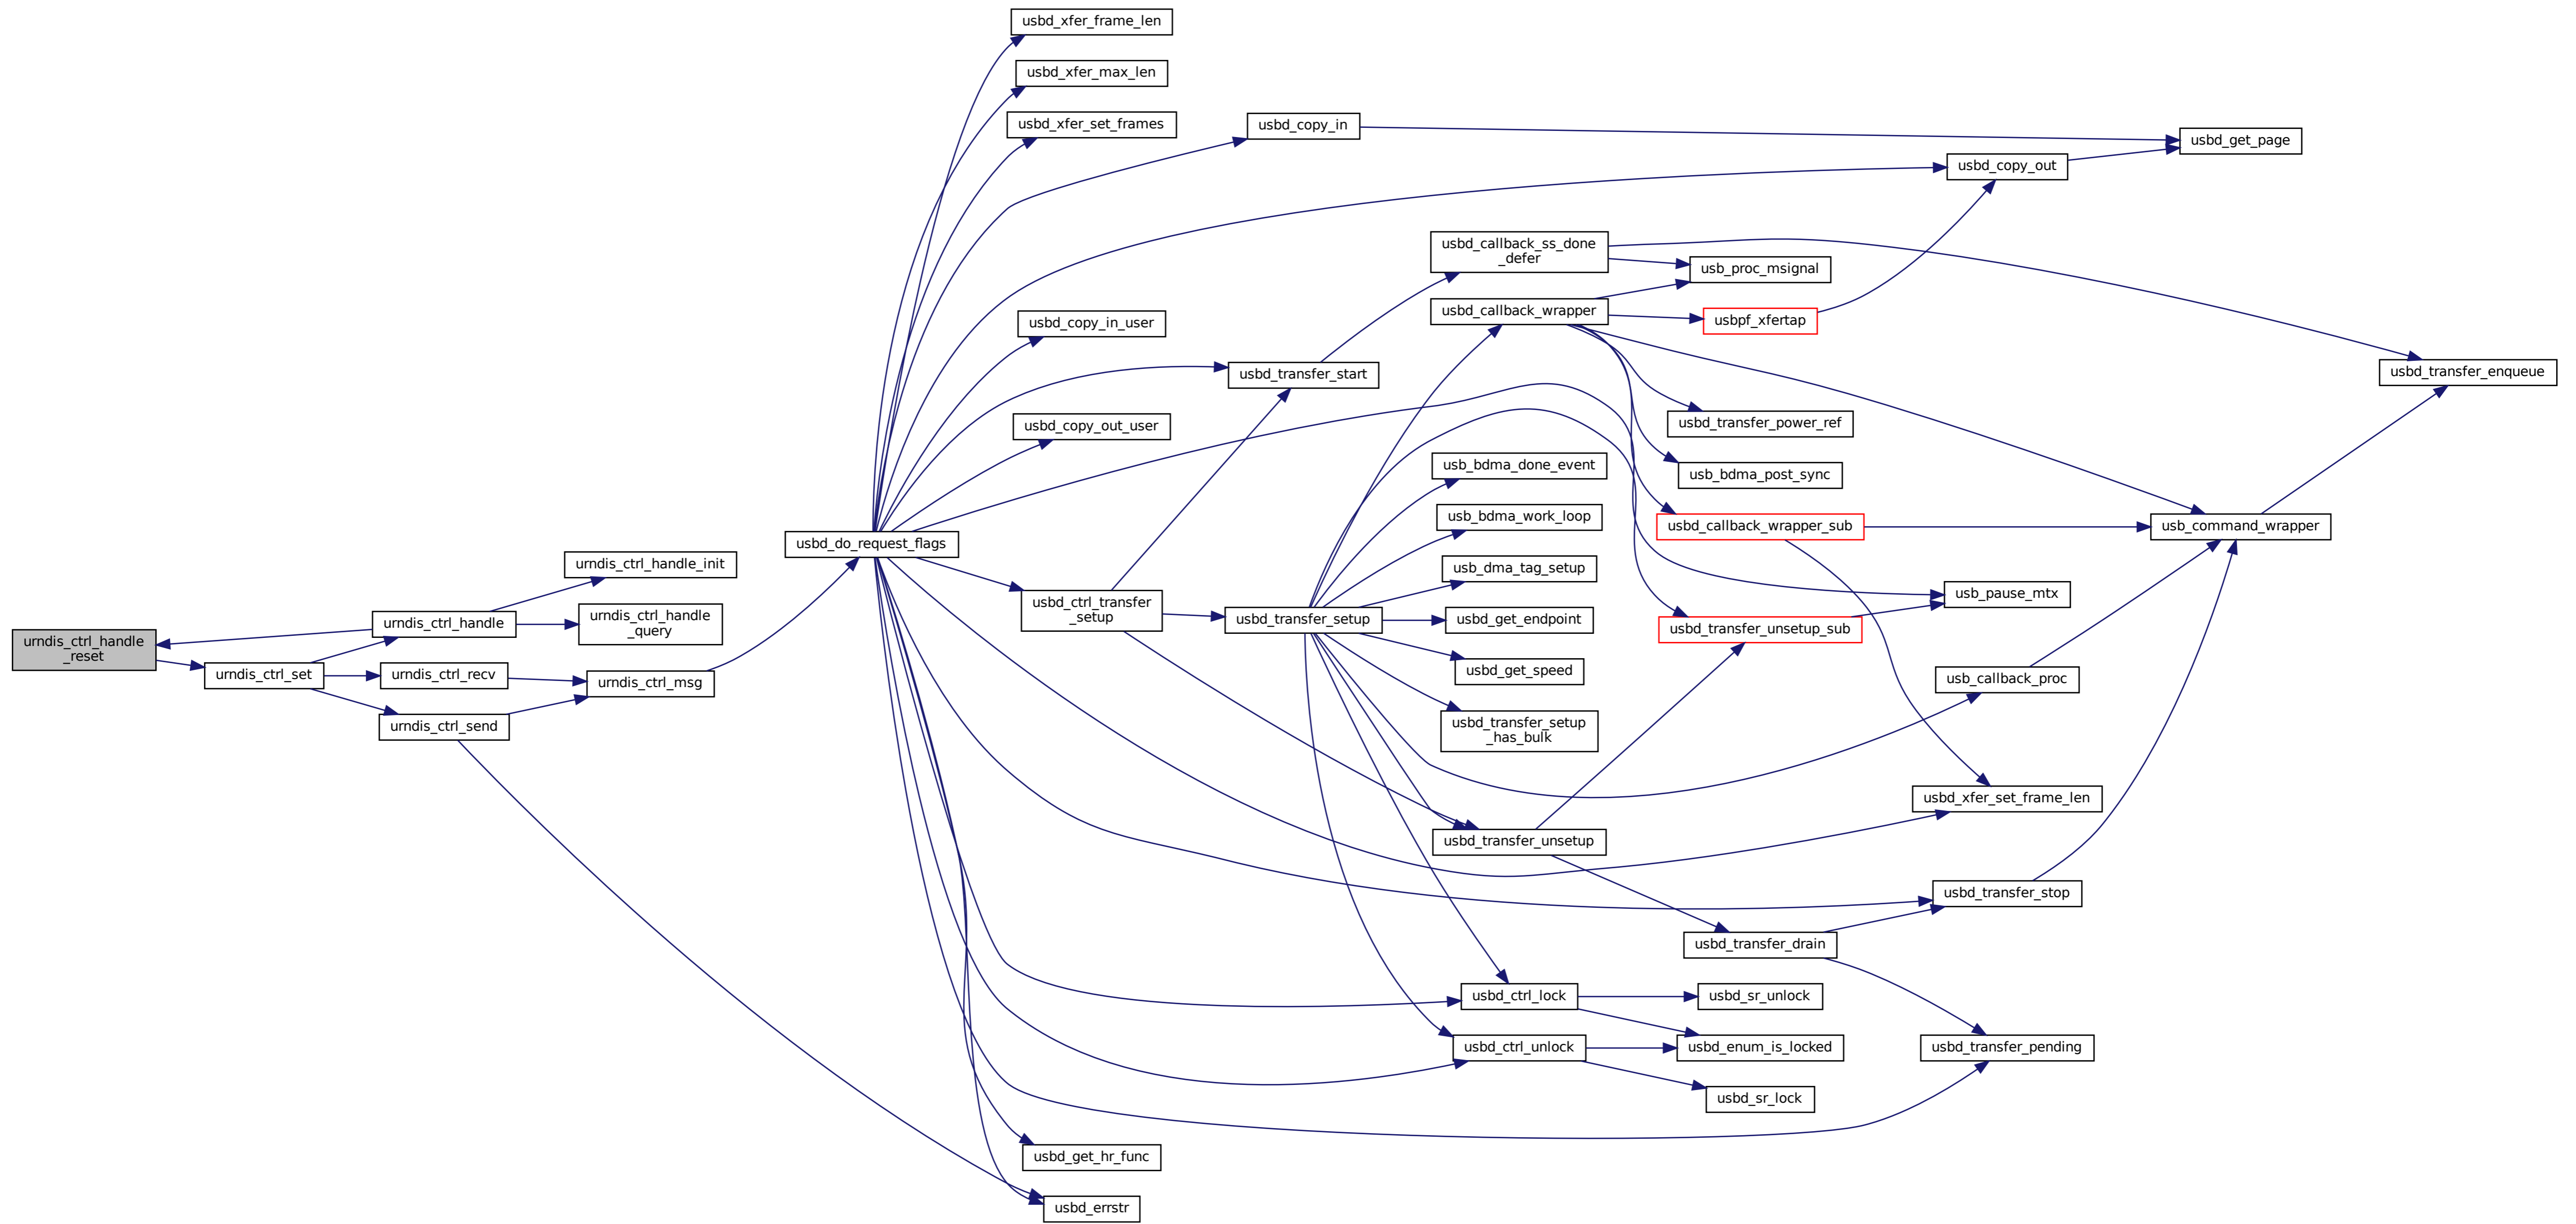 usbd_xfer_frame_len
usbd_xfer_max_len
usbd_xfer_set_frames
usbd_copy_in
usbd_get_page
usbd_copy_out
usbd_callback_ss_done
_defer
usb_proc_msignal
usbd_callback_wrapper
usbpf_xfertap
usbd_copy_in_user
usbd_transfer_start
usbd_transfer_enqueue
usbd_transfer_power_ref
usbd_copy_out_user
usb_bdma_done_event
usb_bdma_post_sync
usb_bdma_work_loop
usbd_callback_wrapper_sub
usb_command_wrapper
usbd_do_request_flags
urndis_ctrl_handle_init
usb_dma_tag_setup
usb_pause_mtx
usbd_ctrl_transfer
_setup
urndis_ctrl_handle
urndis_ctrl_handle
_query
usbd_transfer_setup
usbd_get_endpoint
usbd_transfer_unsetup_sub
urndis_ctrl_handle
_reset
urndis_ctrl_set
urndis_ctrl_recv
urndis_ctrl_msg
usbd_get_speed
usb_callback_proc
urndis_ctrl_send
usbd_transfer_setup
_has_bulk
usbd_xfer_set_frame_len
usbd_transfer_unsetup
usbd_transfer_stop
usbd_transfer_drain
usbd_ctrl_lock
usbd_sr_unlock
usbd_ctrl_unlock
usbd_enum_is_locked
usbd_transfer_pending
usbd_sr_lock
usbd_get_hr_func
usbd_errstr